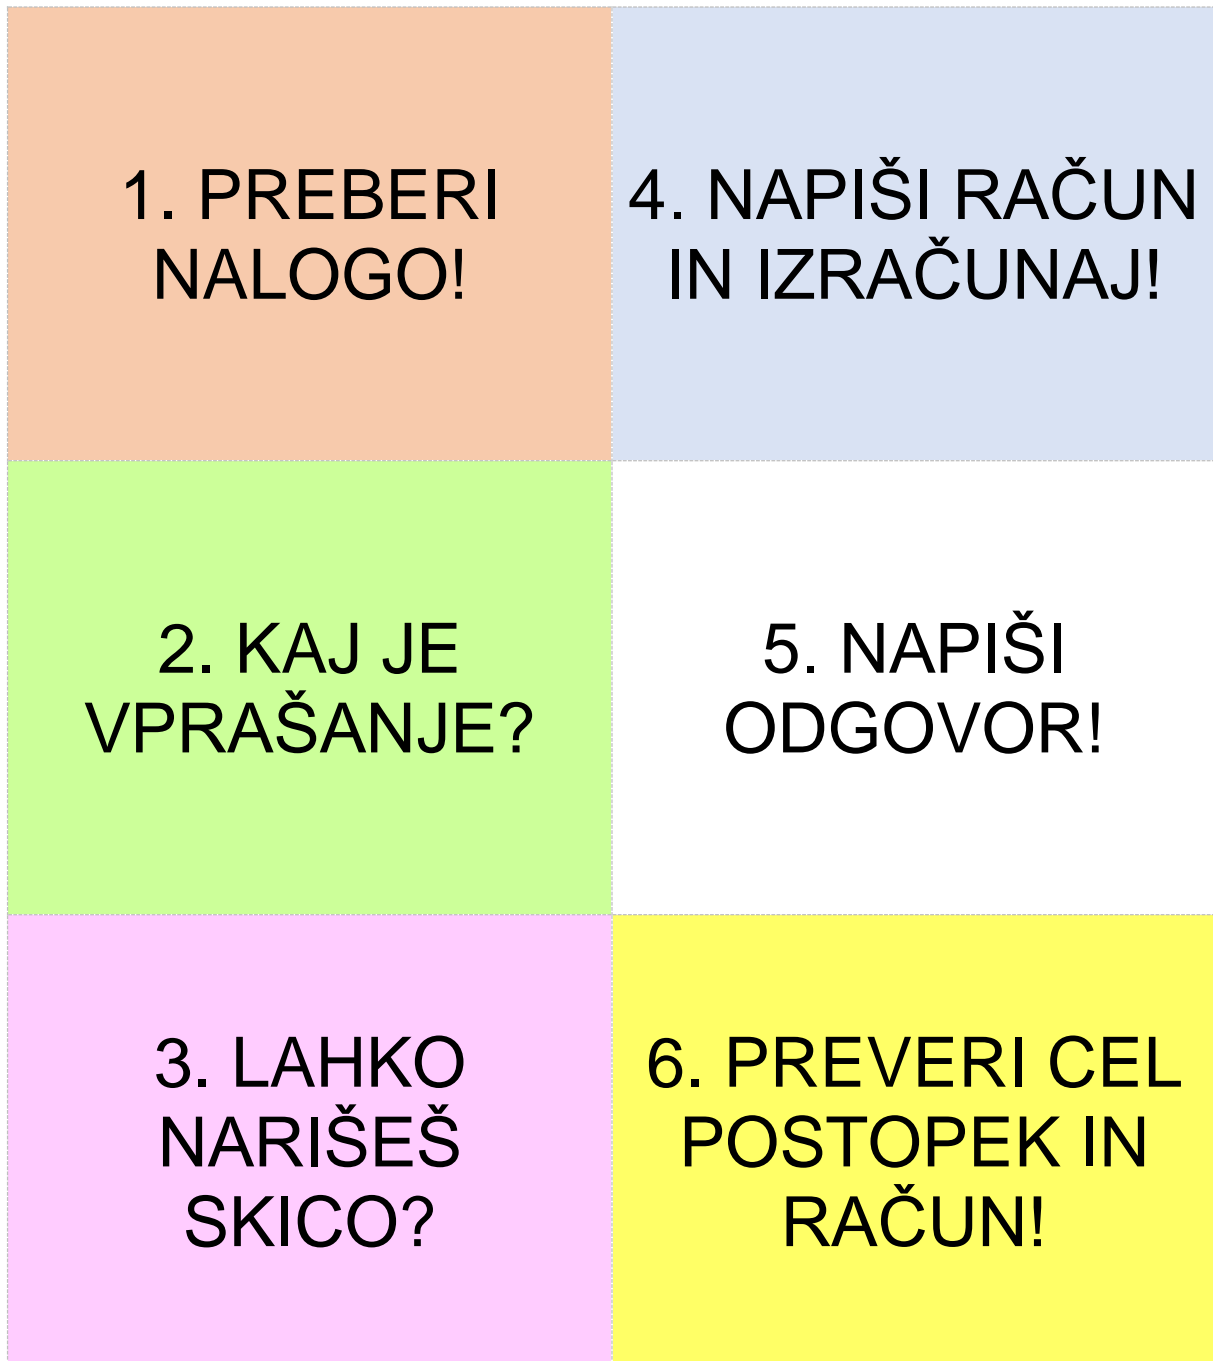 1. PREBERI
NALOGO!
2. KAJ JE
VPRAŠANJE?
3. LAHKO
NARIŠEŠ
SKICO?
4. NAPIŠI RAČUN
IN IZRAČUNAJ!
5. NAPIŠI
ODGOVOR!
6. PREVERI CEL
POSTOPEK IN
RAČUN!